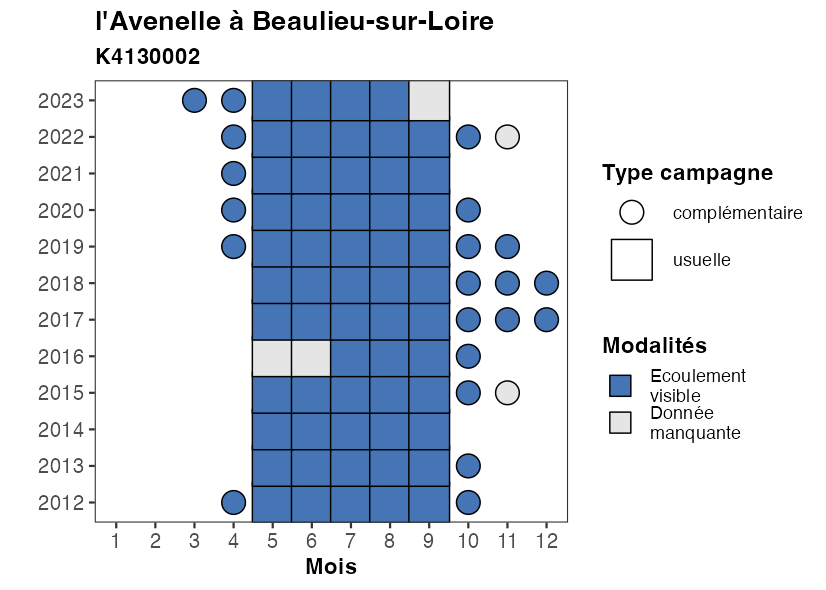 l'Avenelle à Beaulieu-sur-Loire
K4130002
2023
2022
2021
2020
2019
2018
2017
2016
2015
2014
2013
2012
1 2 3 4 5 6 7 8 9 10 11 12
Mois
Type campagne
complémentaire
usuelle
Modalités
Ecoulement
visible
Donnée
manquante